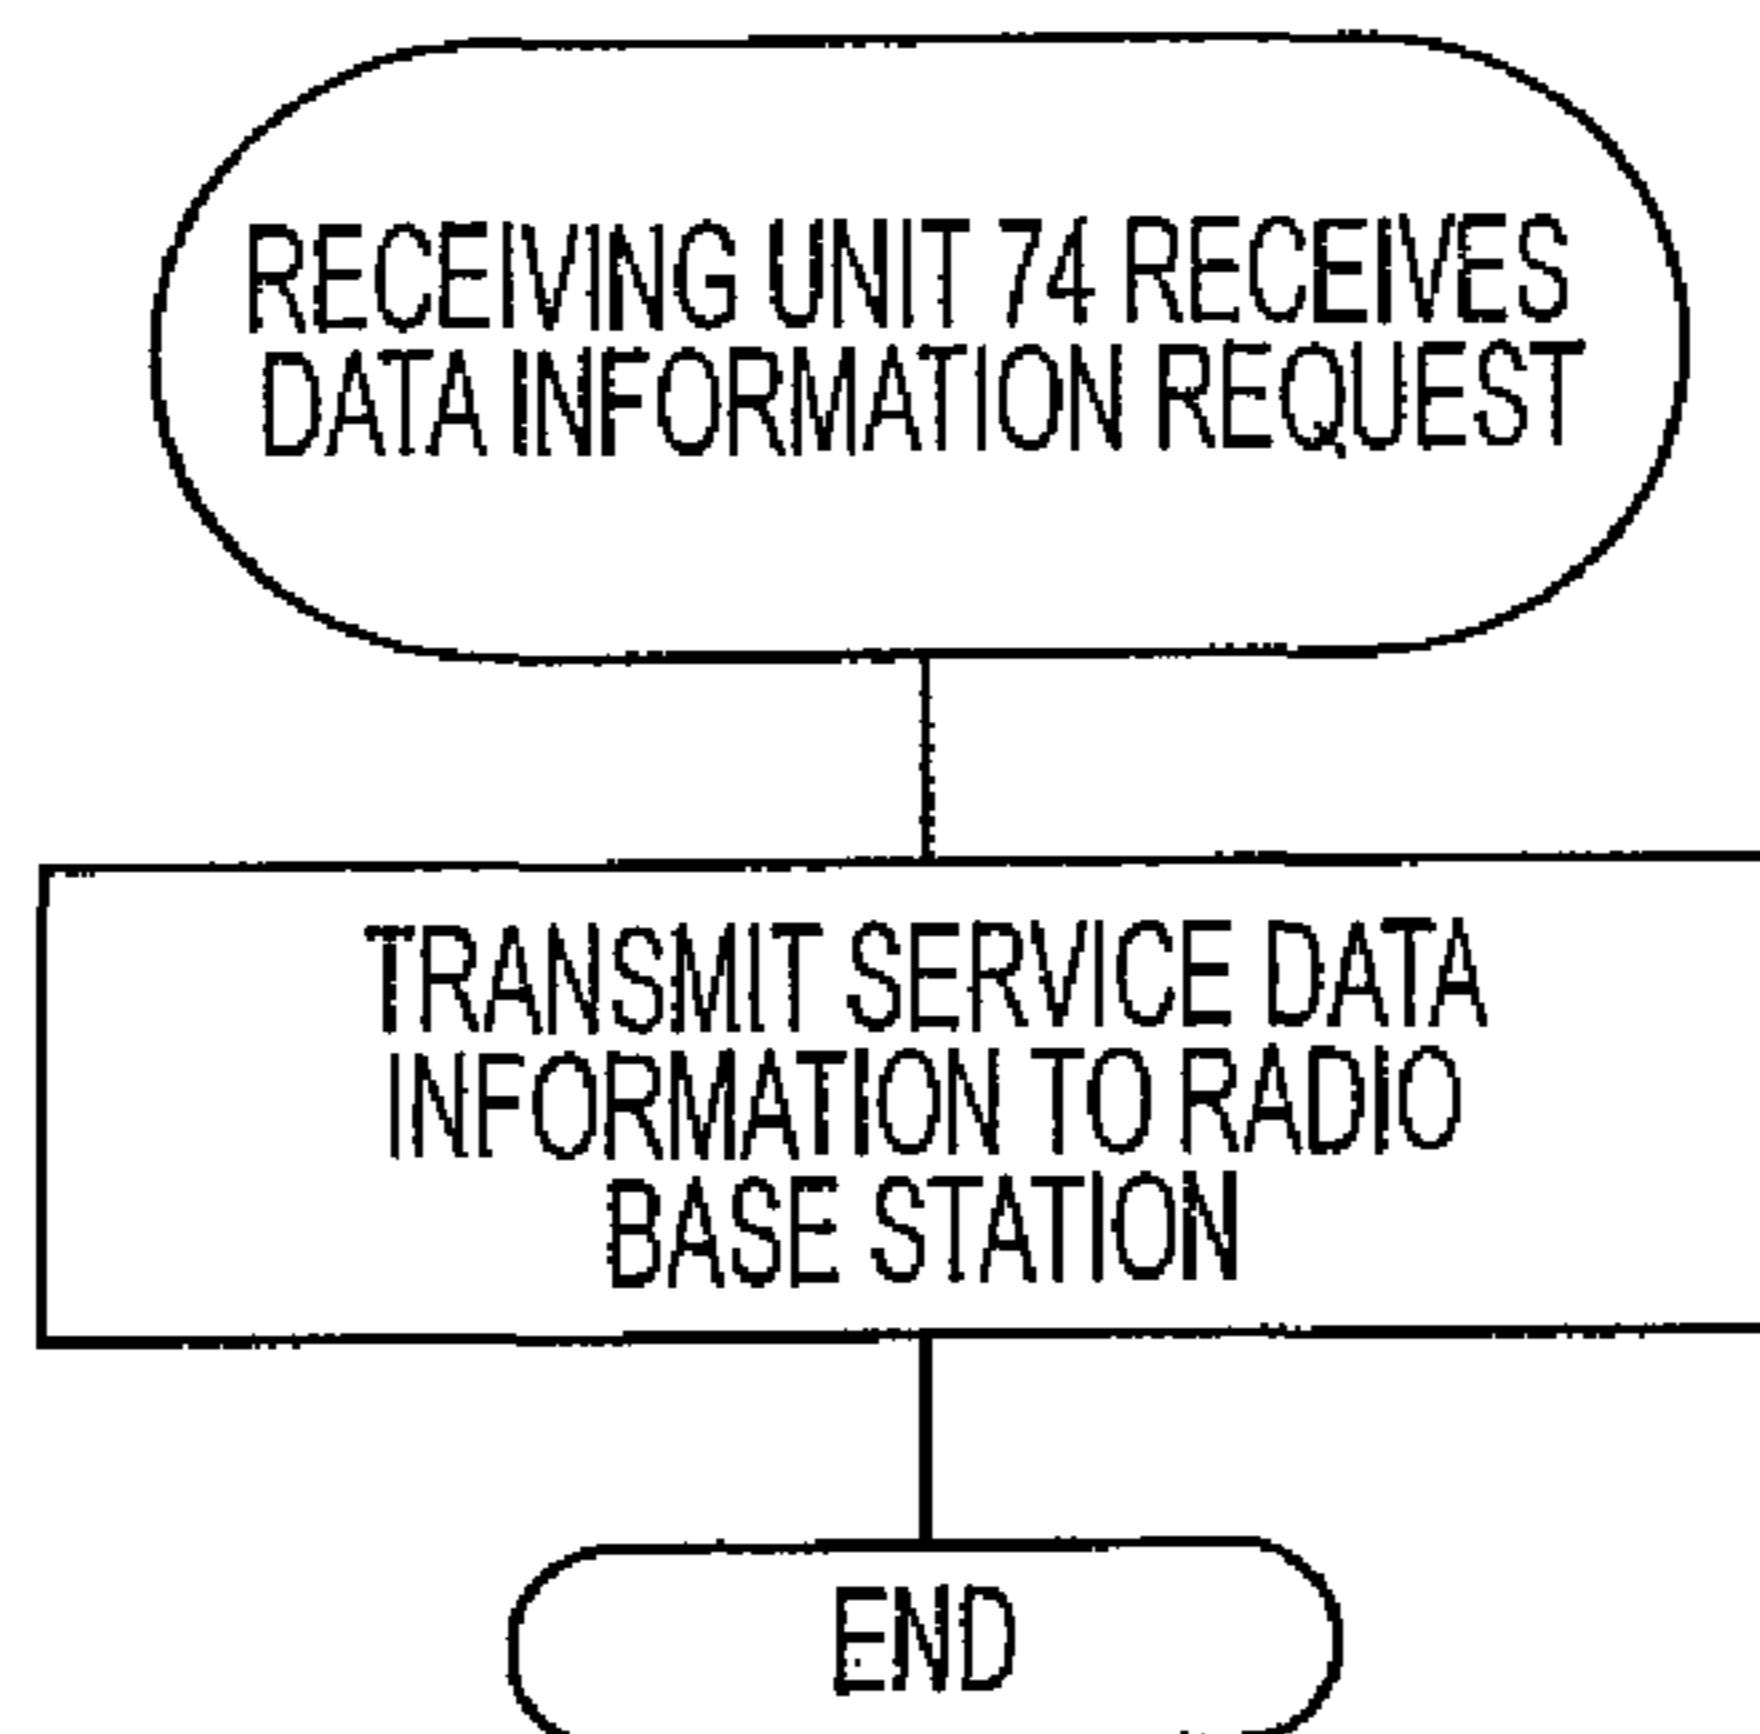 RECEIVING UNIT 74 RECEIVES
DATA INFORMATION REQUEST
TRANSMIT SERVICE DATA
INFORMATION TO RADIO
BASE STATION
END